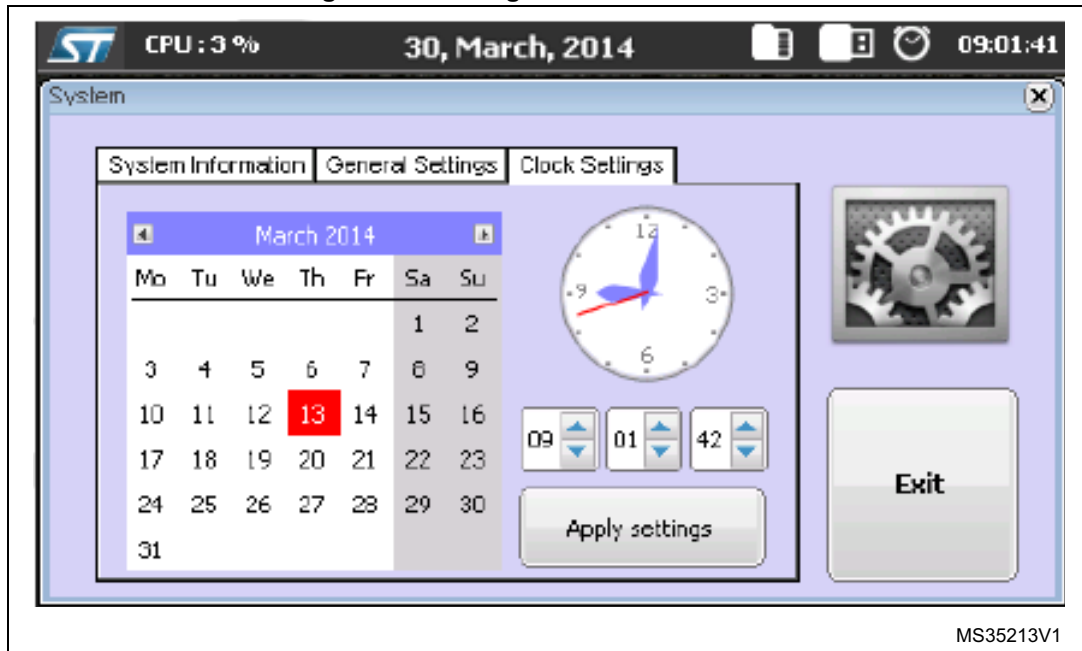 ST CPU : 3 % 30, March, 2014 09:01:41
System
System Information General Settings Clock Settings
March 2014
Mo Tu We Th Fr Sa Su
1 2
3 4 5 6 7 8 9
10 11 12 13 14 15 16
17 18 19 20 21 22 23
24 25 26 27 28 29 30
31
12
9 3
6
09 01 42
Apply settings
Exit
MS35213V1